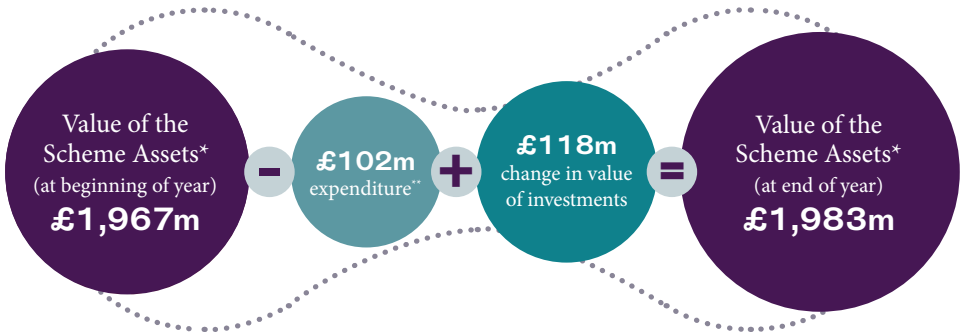 Value of the
Scheme Assets*
(at beginning of year)
£1,967m
-
£102m
expenditure**
+
£118m
change in value
of investments
=
Value of the
Scheme Assets*
(at end of year)
£1,983m